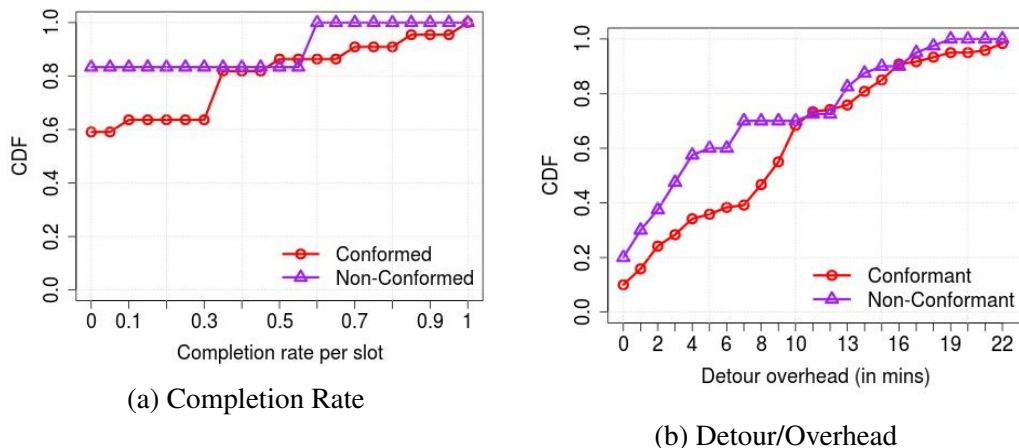 CDF
1.0
0.8
0.6
0.4
0.2
0.0
Conformed
Non-Conformed
0 0.1 0.3 0.5 0.7 0.9 1
Completion rate per slot
(a) Completion Rate
CDF
1.0
0.8
0.6
0.4
0.2
0.0
Conformant
Non-Conformant
0 2 4 6 8 10 13 16 19 22
Detour overhead (in mins)
(b) Detour/Overhead